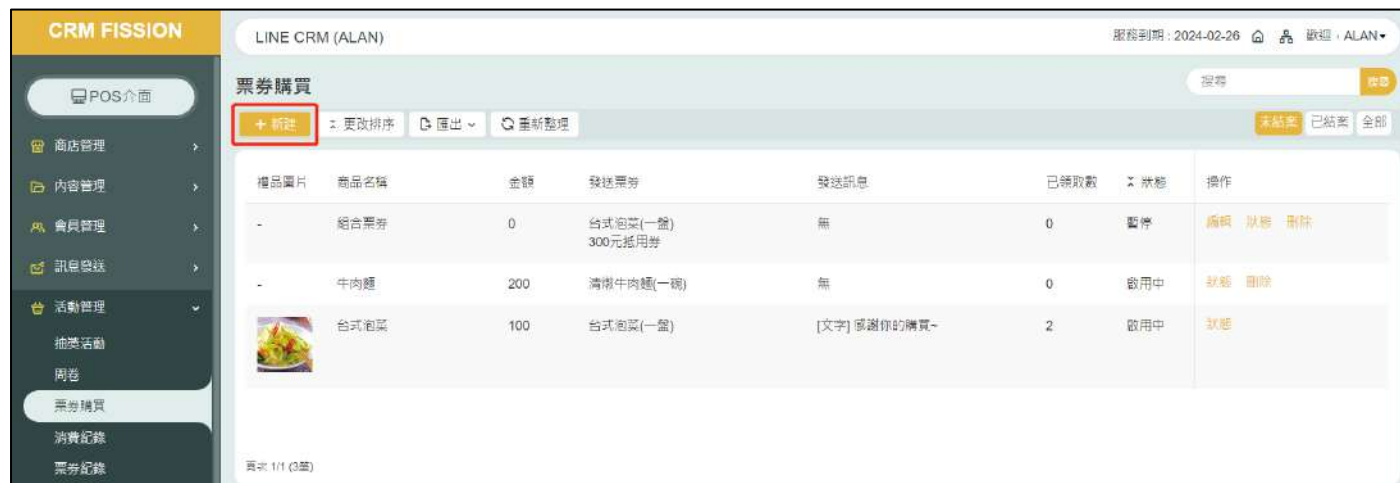 CRM FISSION
LINE CRM (ALAN)
服務到期 : 2024-02-26
歡迎，ALAN
POS介面
票券購買
搜尋
搜尋
+ 新建
更改排序
匯出
重新整理
未結案
已結案
全部
商店管理
內容管理
會員管理
訊息發送
活動管理
抽獎活動
問卷
票券購買
消費紀錄
票券紀錄
禮品圖片 商品名稱 金額 發送票券 發送訊息 已領取數 狀態 操作
- 組合票券 0 台式泡菜(一盤) 無 0 暫停 編輯 狀態 刪除
300元抵用券
- 牛肉麵 200 清燉牛肉麵(一碗) 無 0 啟用中 狀態 刪除
台式泡菜 100 台式泡菜(一盤) [文字] 感謝你的購買~ 2 啟用中 狀態
頁次 1/1 (3筆)